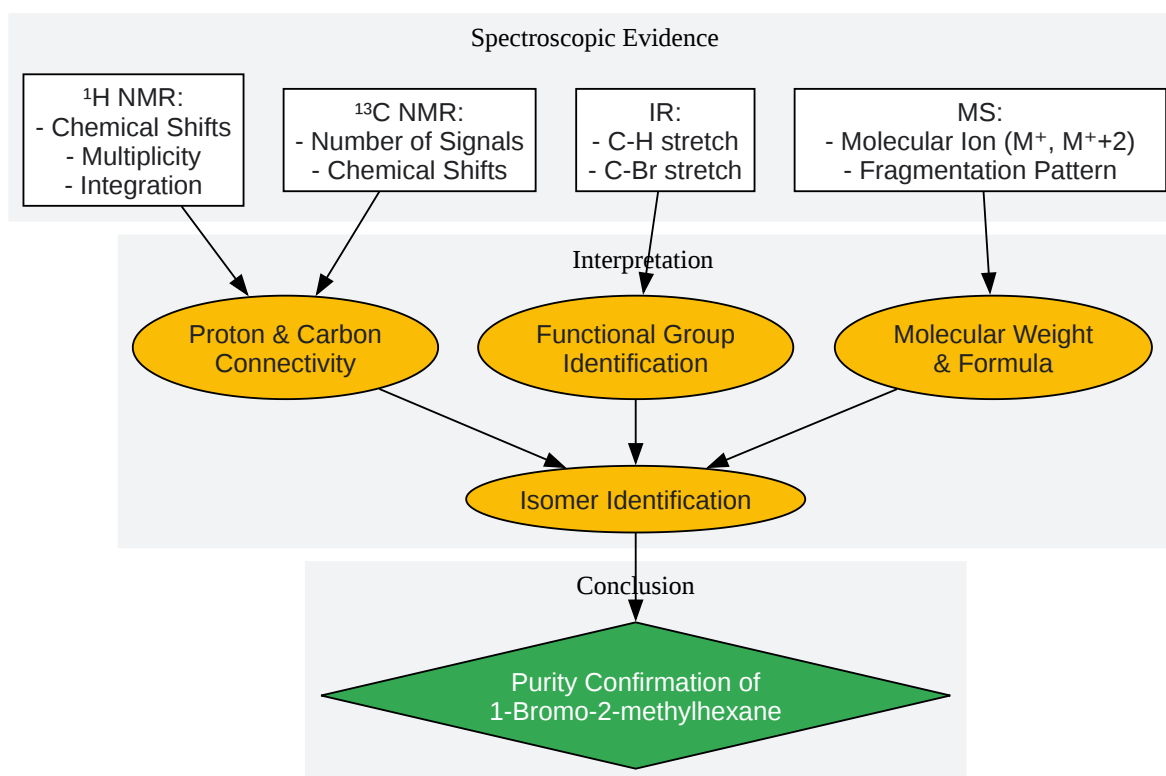 Spectroscopic Evidence
¹H NMR:
- Chemical Shifts
- Multiplicity
- Integration
¹³C NMR:
- Number of Signals
- Chemical Shifts
IR:
- C-H stretch
- C-Br stretch
MS:
- Molecular Ion (M⁺, M⁺+2)
- Fragmentation Pattern
Interpretation
Proton & Carbon
Connectivity
Functional Group
Identification
Molecular Weight
& Formula
Isomer Identification
Conclusion
Purity Confirmation of
1-Bromo-2-methylhexane